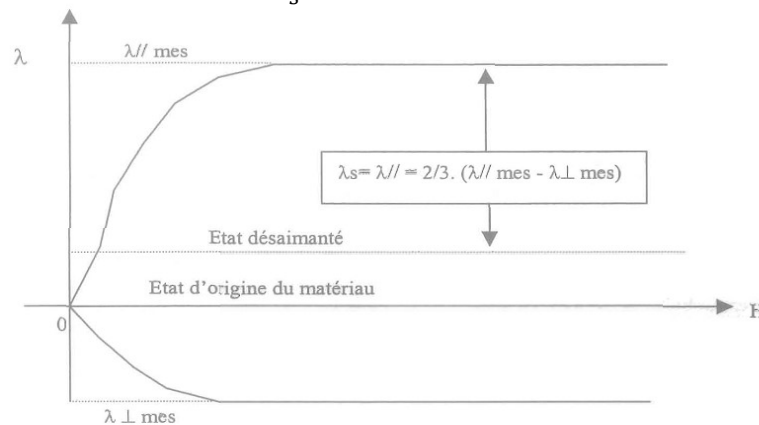 s
λ
λ// mes
λs= λ// = 2/3. (λ// mes - λ⊥ mes)
Etat désaimanté
Etat d'origine du matériau
0
H
λ ⊥ mes